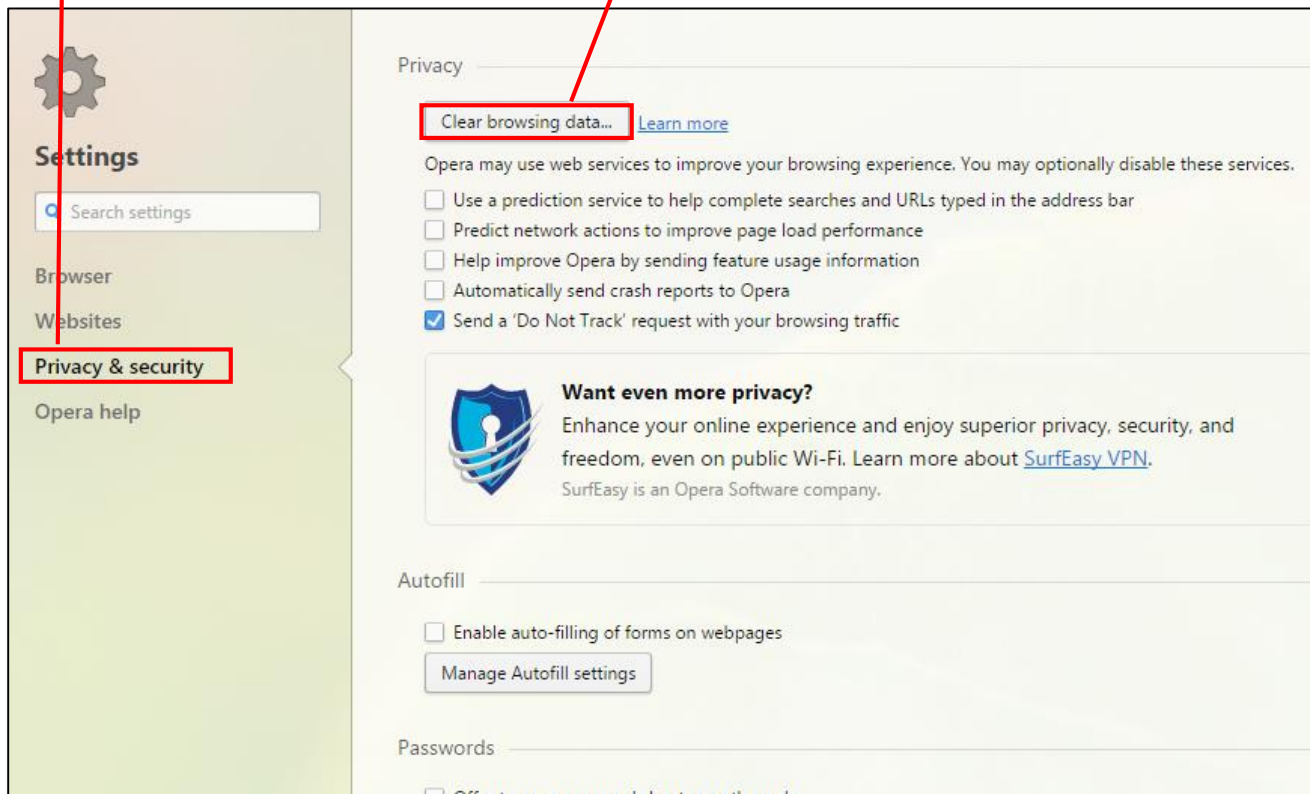 Settings
Search settings
Browser
Websites
Privacy & security
Opera help
Privacy
Clear browsing data... Learn more
Opera may use web services to improve your browsing experience. You may optionally disable these services.
Use a prediction service to help complete searches and URLs typed in the address bar
Predict network actions to improve page load performance
Help improve Opera by sending feature usage information
Automatically send crash reports to Opera
Send a 'Do Not Track' request with your browsing traffic
Want even more privacy?
Enhance your online experience and enjoy superior privacy, security, and
freedom, even on public Wi-Fi. Learn more about SurfEasy VPN.
SurfEasy is an Opera Software company.
Autofill
Enable auto-filling of forms on webpages
Manage Autofill settings
Passwords